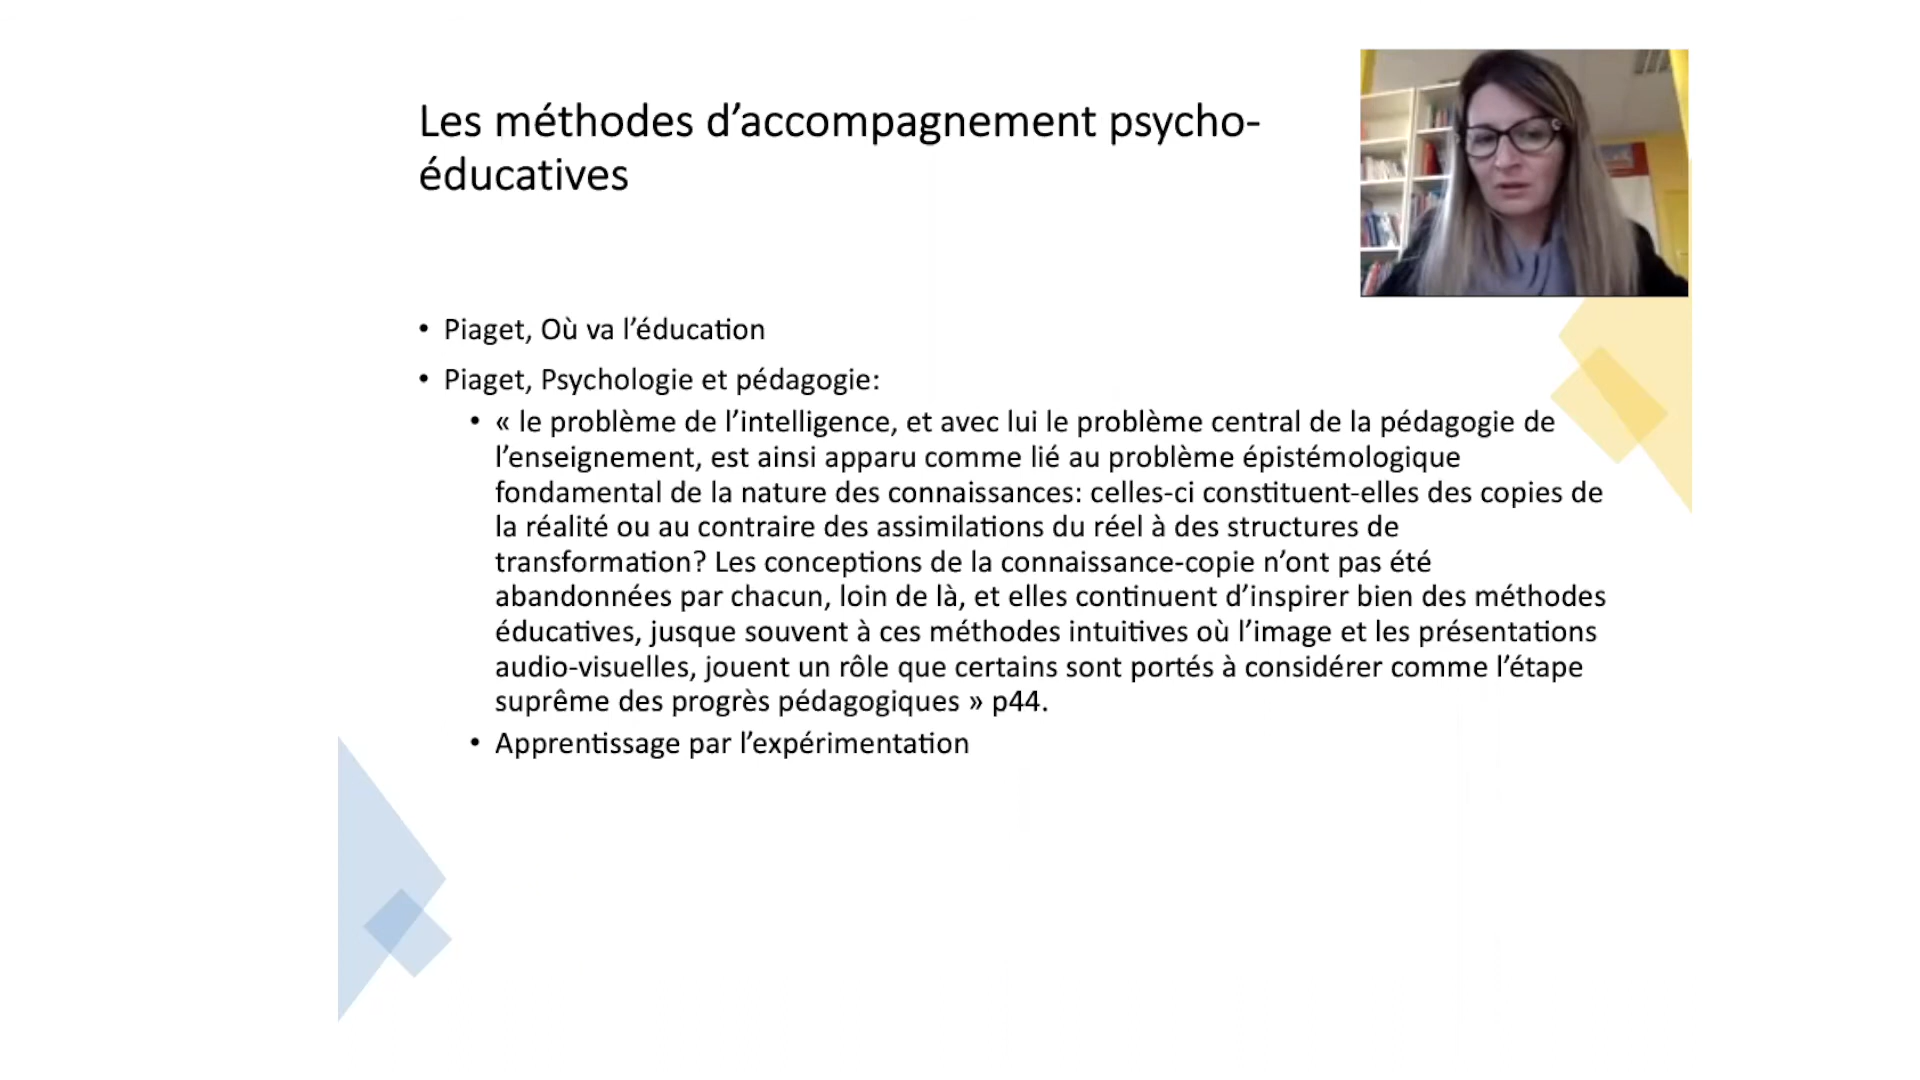 Les méthodes d’accompagnement psycho-
éducatives
• Piaget, Où va l’éducation
• Piaget, Psychologie et pédagogie:
• « le problème de l’intelligence, et avec lui le problème central de la pédagogie de
l’enseignement, est ainsi apparu comme lié au problème épistémologique
fondamental de la nature des connaissances: celles-ci constituent-elles des copies de
la réalité ou au contraire des assimilations du réel à des structures de
transformation? Les conceptions de la connaissance-copie n’ont pas été
abandonnées par chacun, loin de là, et elles continuent d’inspirer bien des méthodes
éducatives, jusque souvent à ces méthodes intuitives où l’image et les présentations
audio-visuelles, jouent un rôle que certains sont portés à considérer comme l’étape
suprême des progrès pédagogiques » p44.
• Apprentissage par l’expérimentation